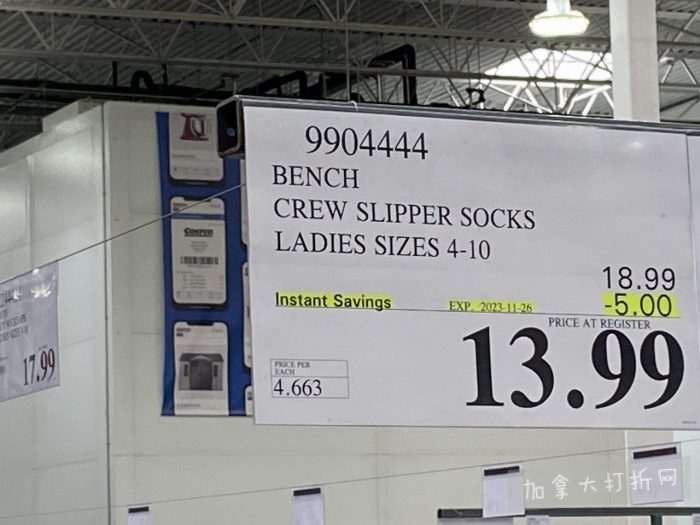 9904444
BENCH
CREW SLIPPER SOCKS
LADIES SIZES 4-10
18.99
Instant Savings EXP. 2023-11-26 -5.00
PRICE AT REGISTER
13.99
PRICE PER
EACH
4.663
17.99
COSTCO
加拿大打折网